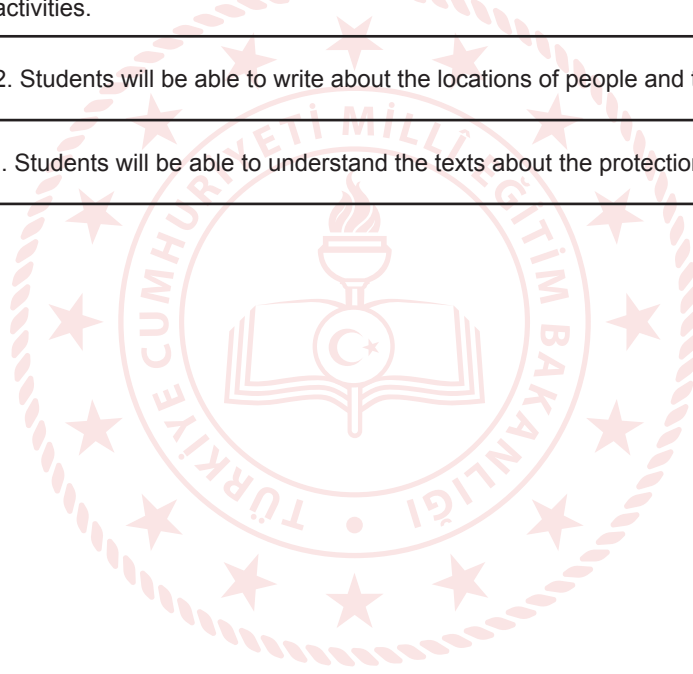 activities.
2. Students will be able to write about the locations of people and
. Students will be able to understand the texts about the protection
TÜRKİYE CUMHURİYETİ MİLLÎ EĞİTİM BAKANLIĞI